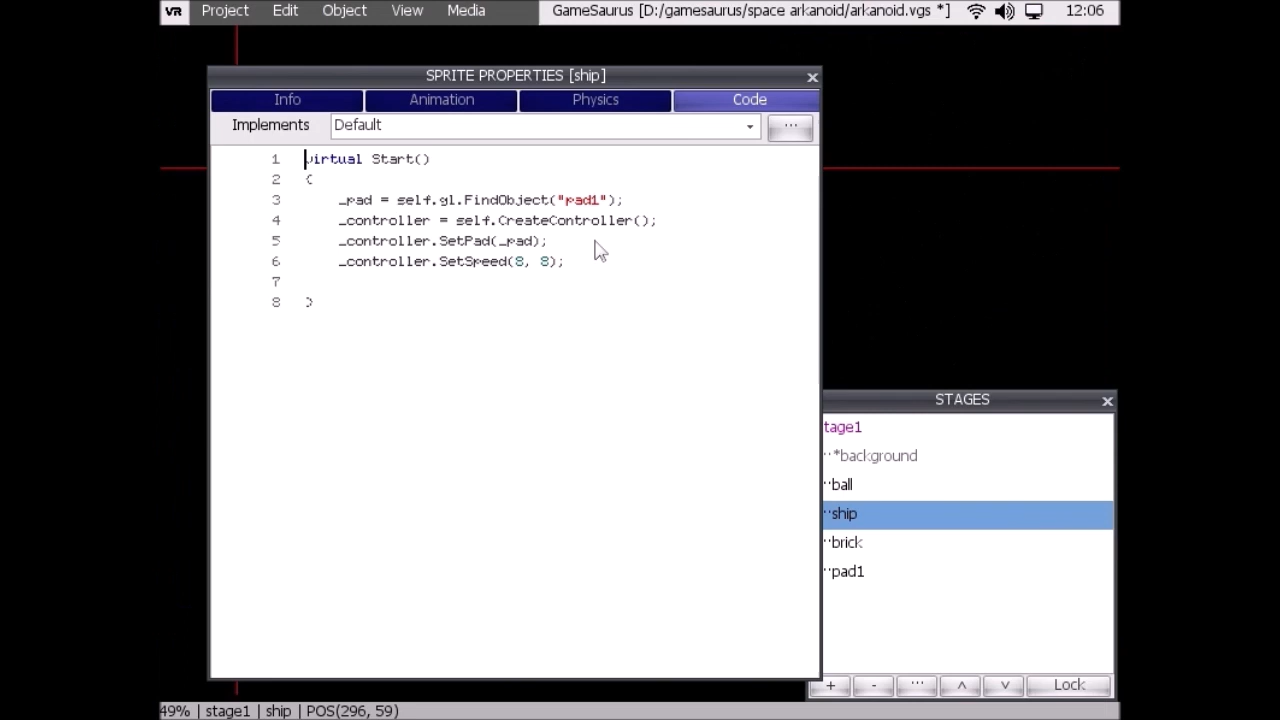 VR Project Edit Object View Media GameSaurus [D:/gamesaurus/space arkanoid/arkanoid.vgs *] 12:06
SPRITE PROPERTIES [ship] x
Info Animation Physics Code
Implements Default ...
1 virtual Start()
2 {
3 _pad = self.gl.FindObject("pad1");
4 _controller = self.CreateController();
5 _controller.SetPad(_pad);
6 _controller.SetSpeed(8, 8);
7
8 }
STAGES x
tage1
*background
ball
ship
brick
pad1
+ - ... ʌ v Lock
49% | stage1 | ship | POS(296, 59)